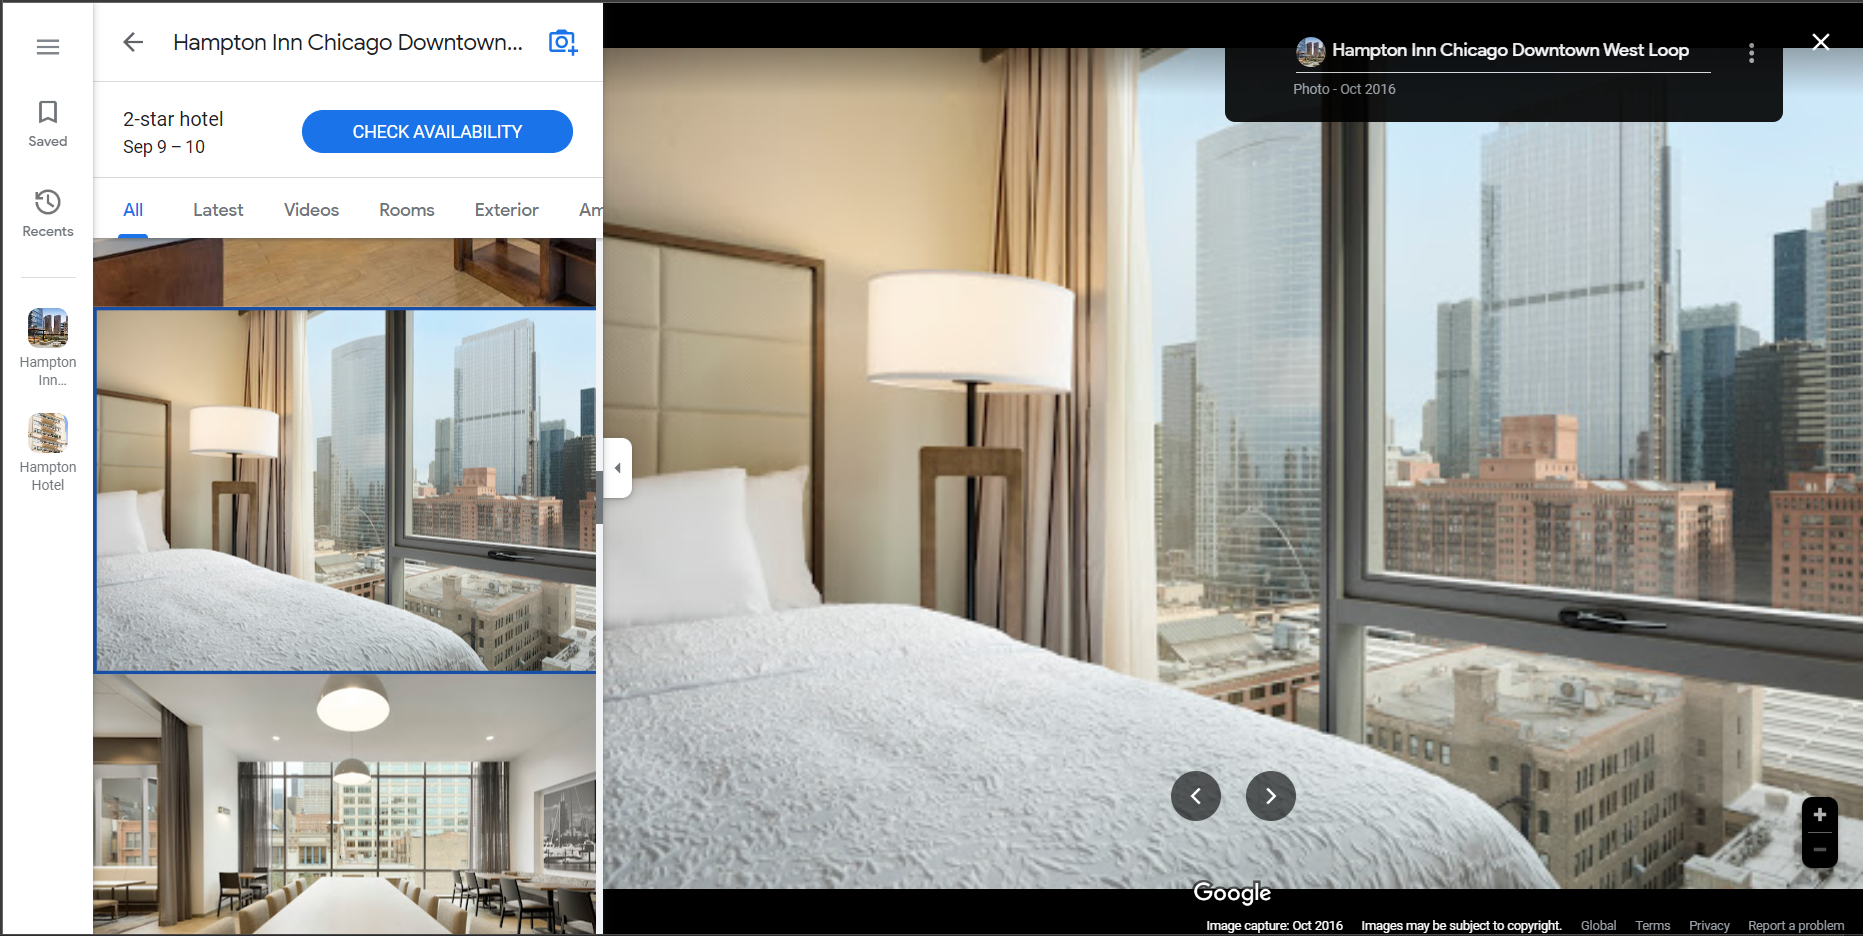 Hampton Inn Chicago Downtown...
2-star hotel
Sep 9 – 10
CHECK AVAILABILITY
All
Latest
Videos
Rooms
Exterior
Am
Saved
Recents
Hampton
Inn...
Hampton
Hotel
Hampton Inn Chicago Downtown West Loop
Photo - Oct 2016
Google
Image capture: Oct 2016 Images may be subject to copyright. Global Terms Privacy Report a problem